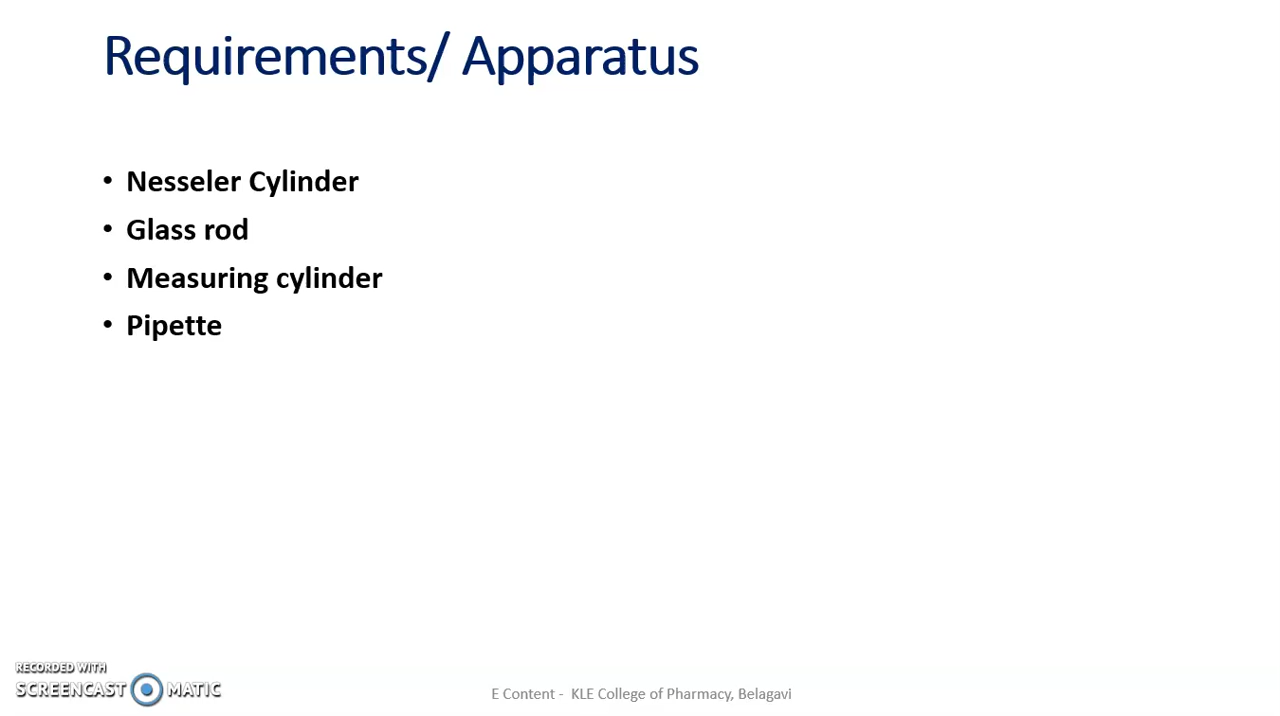 Requirements/ Apparatus
• Nesseler Cylinder
• Glass rod
• Measuring cylinder
• Pipette
RECORDED WITH
SCREENCAST MATIC
E Content - KLE College of Pharmacy, Belagavi